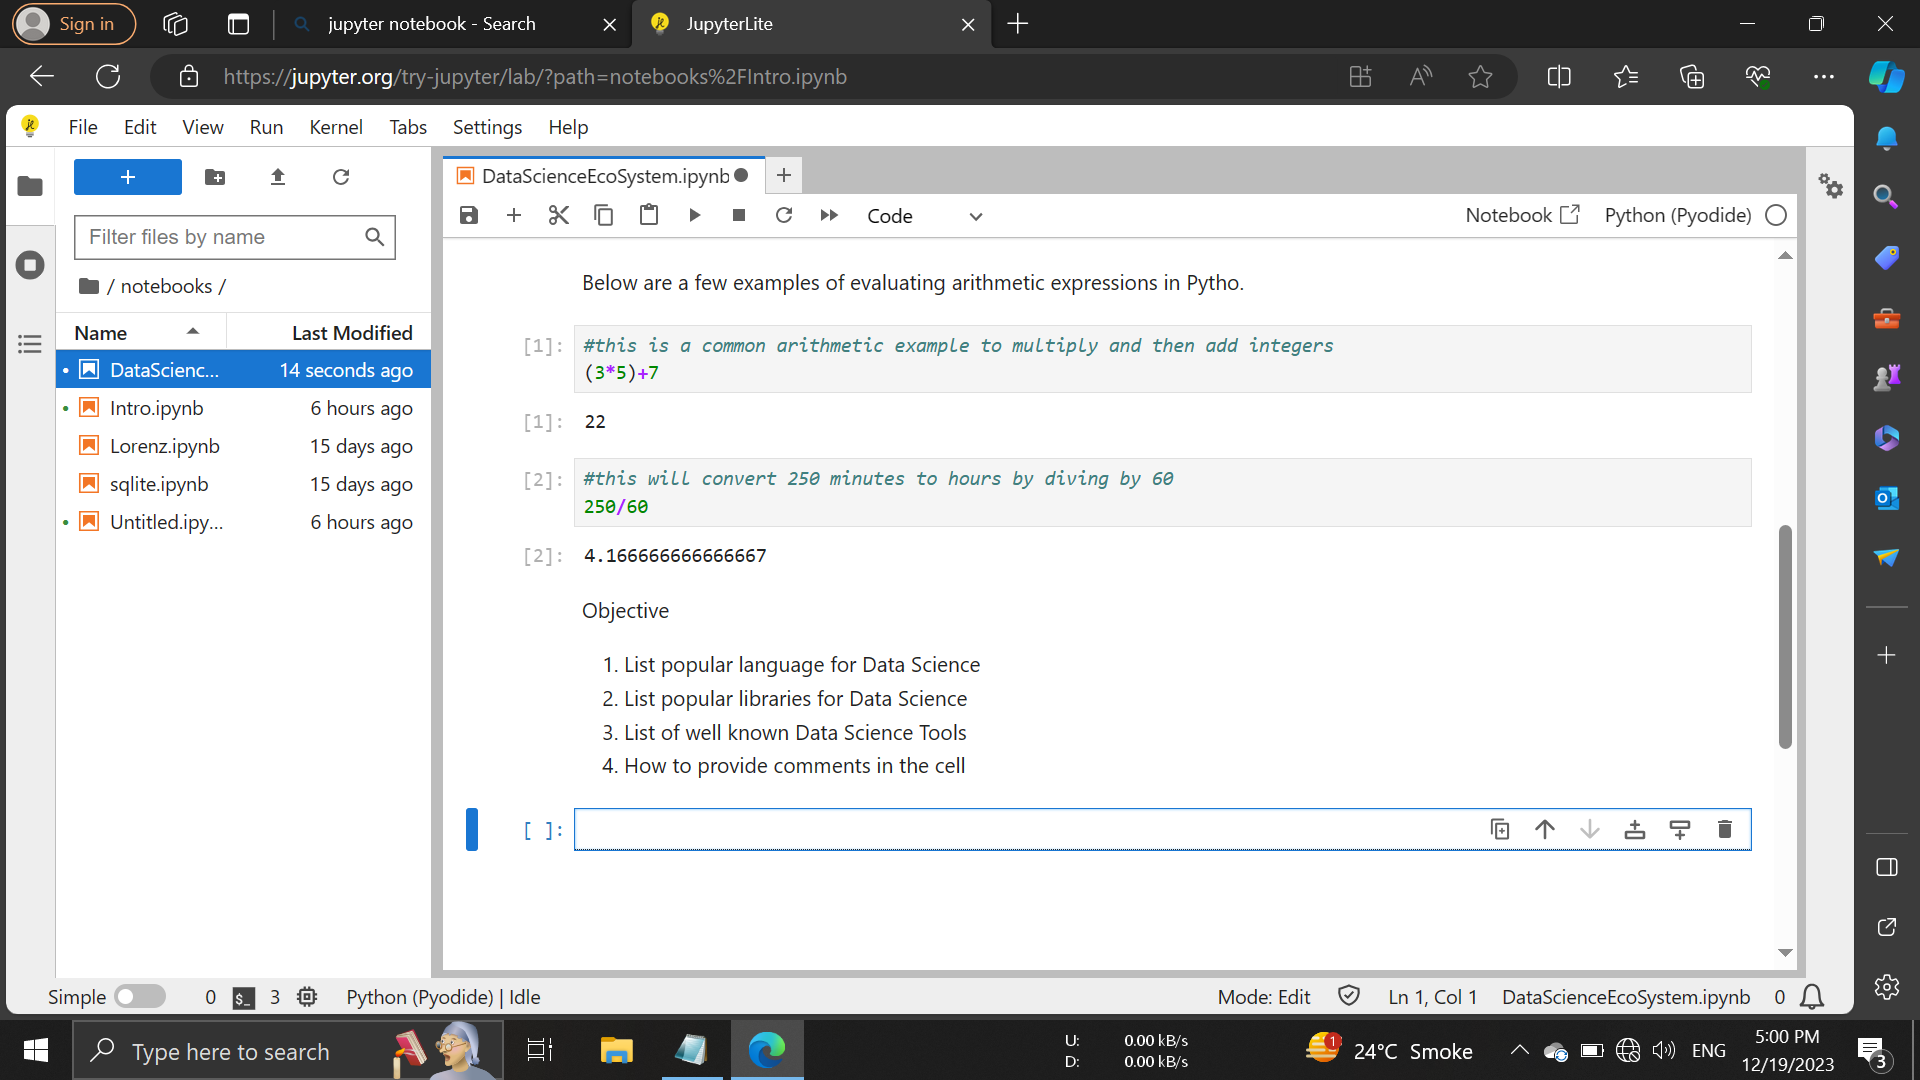 Sign in
jupyter notebook - Search
JupyterLite
https://jupyter.org/try-jupyter/lab/?path=notebooks%2FIntro.ipynb
File Edit View Run Kernel Tabs Settings Help
DataScienceEcoSystem.ipynb
Filter files by name
Code
Notebook
Python (Pyodide)
/ notebooks /
Name Last Modified
DataScienc... 14 seconds ago
Intro.ipynb 6 hours ago
Lorenz.ipynb 15 days ago
sqlite.ipynb 15 days ago
Untitled.ipy... 6 hours ago
Below are a few examples of evaluating arithmetic expressions in Pytho.
[1]: #this is a common arithmetic example to multiply and then add integers
(3*5)+7
[1]: 22
[2]: #this will convert 250 minutes to hours by diving by 60
250/60
[2]: 4.166666666666667
Objective
1. List popular language for Data Science
2. List popular libraries for Data Science
3. List of well known Data Science Tools
4. How to provide comments in the cell
[ ]:
Simple 0 $_ 3 Python (Pyodide) | Idle
Mode: Edit Ln 1, Col 1 DataScienceEcoSystem.ipynb 0
Type here to search
U: 0.00 kB/s
D: 0.00 kB/s
1
24°C Smoke
ENG
5:00 PM
12/19/2023
3